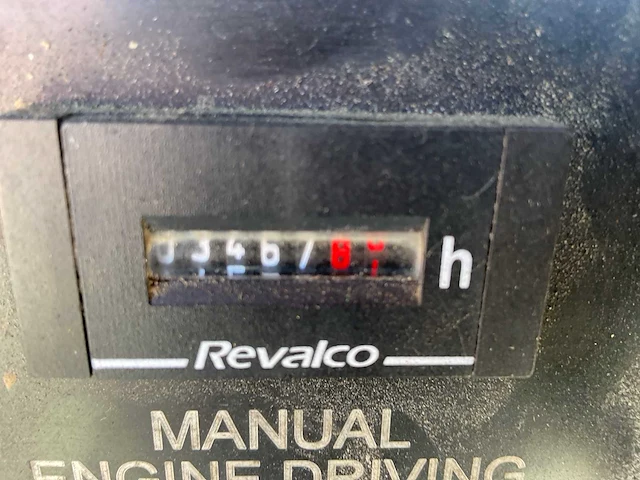 h
Revalco
MANUAL
ENGINE DRIVING